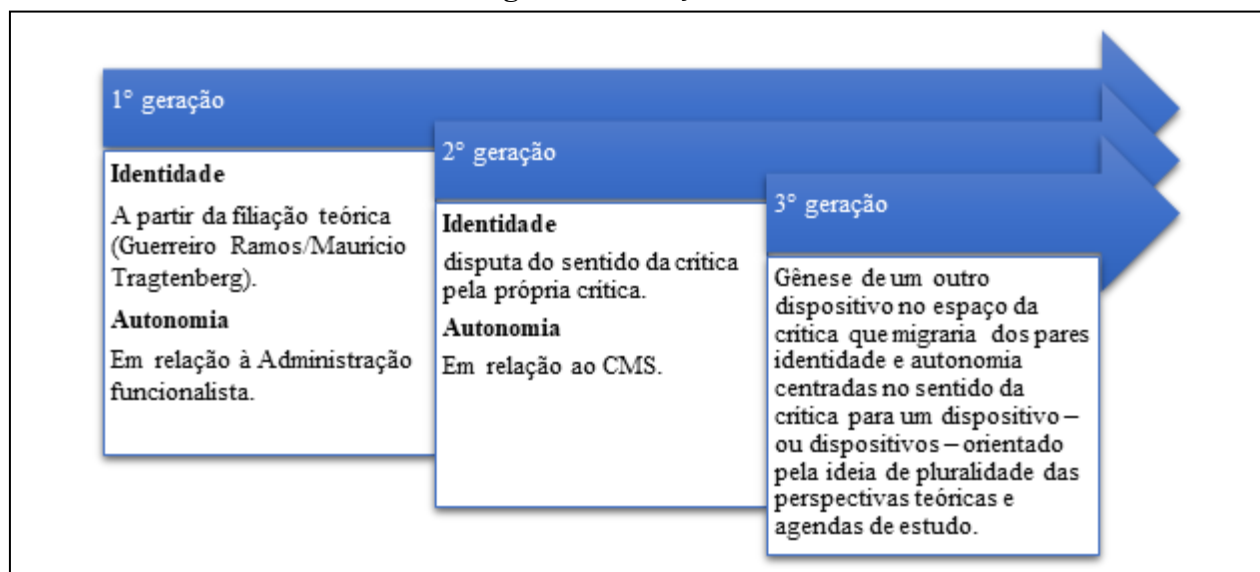 1° geração
Identidade
A partir da filiação teórica
(Guerreiro Ramos/Maurício
Tragtenberg).
Autonomia
Em relação à Administração
funcionalista.
2° geração
Identidade
disputa do sentido da crítica
pela própria crítica.
Autonomia
Em relação ao CMS.
3° geração
Gênese de um outro
dispositivo no espaço da
crítica que migraria dos pares
identidade e autonomia
centradas no sentido da
crítica para um dispositivo –
ou dispositivos – orientado
pela ideia de pluralidade das
perspectivas teóricas e
agendas de estudo.